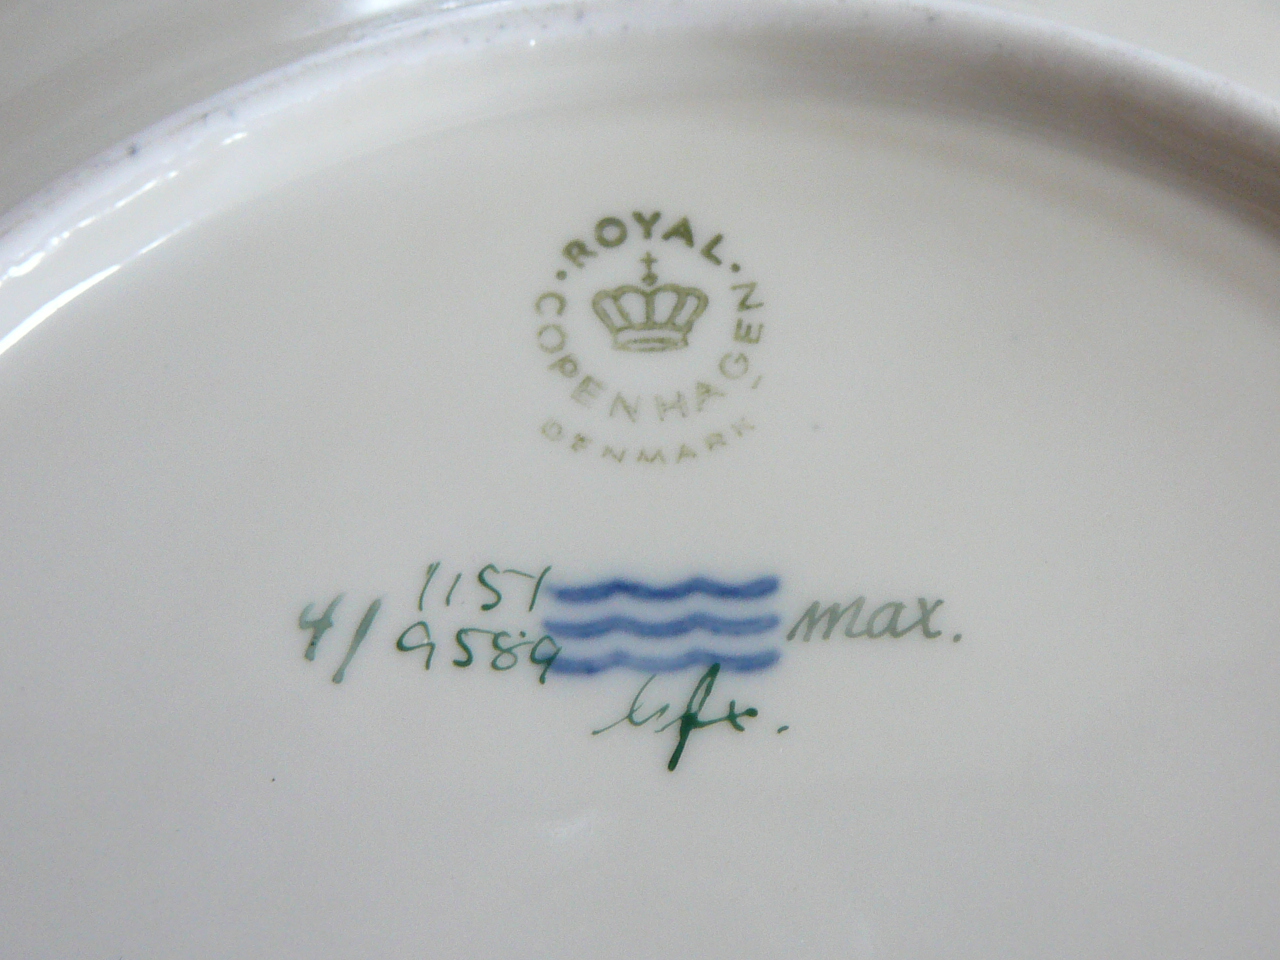 ROYAL
COPENHAGEN
DENMARK
1151
4/ 9589 max.